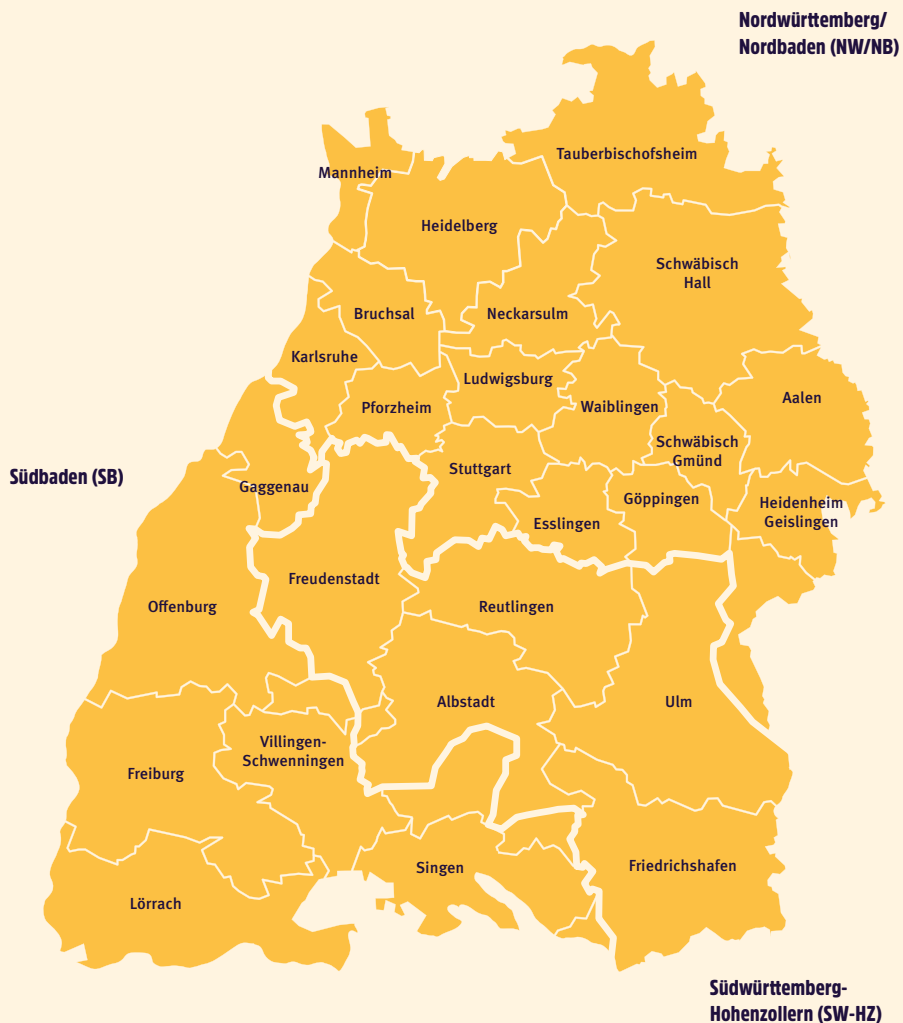 Nordwürttemberg/
Nordbaden (NW/NB)
Tauberbischofsheim
Mannheim
Heidelberg
Schwäbisch
Hall
Bruchsal
Neckarsulm
Karlsruhe
Ludwigsburg
Aalen
Pforzheim
Waiblingen
Schwäbisch
Gmünd
Südbaden (SB)
Gaggenau
Stuttgart
Göppingen
Heidenheim
Geislingen
Esslingen
Freudenstadt
Offenburg
Reutlingen
Albstadt
Ulm
Villingen-
Schwenningen
Freiburg
Singen
Friedrichshafen
Lörrach
Südwürttemberg-
Hohenzollern (SW-HZ)